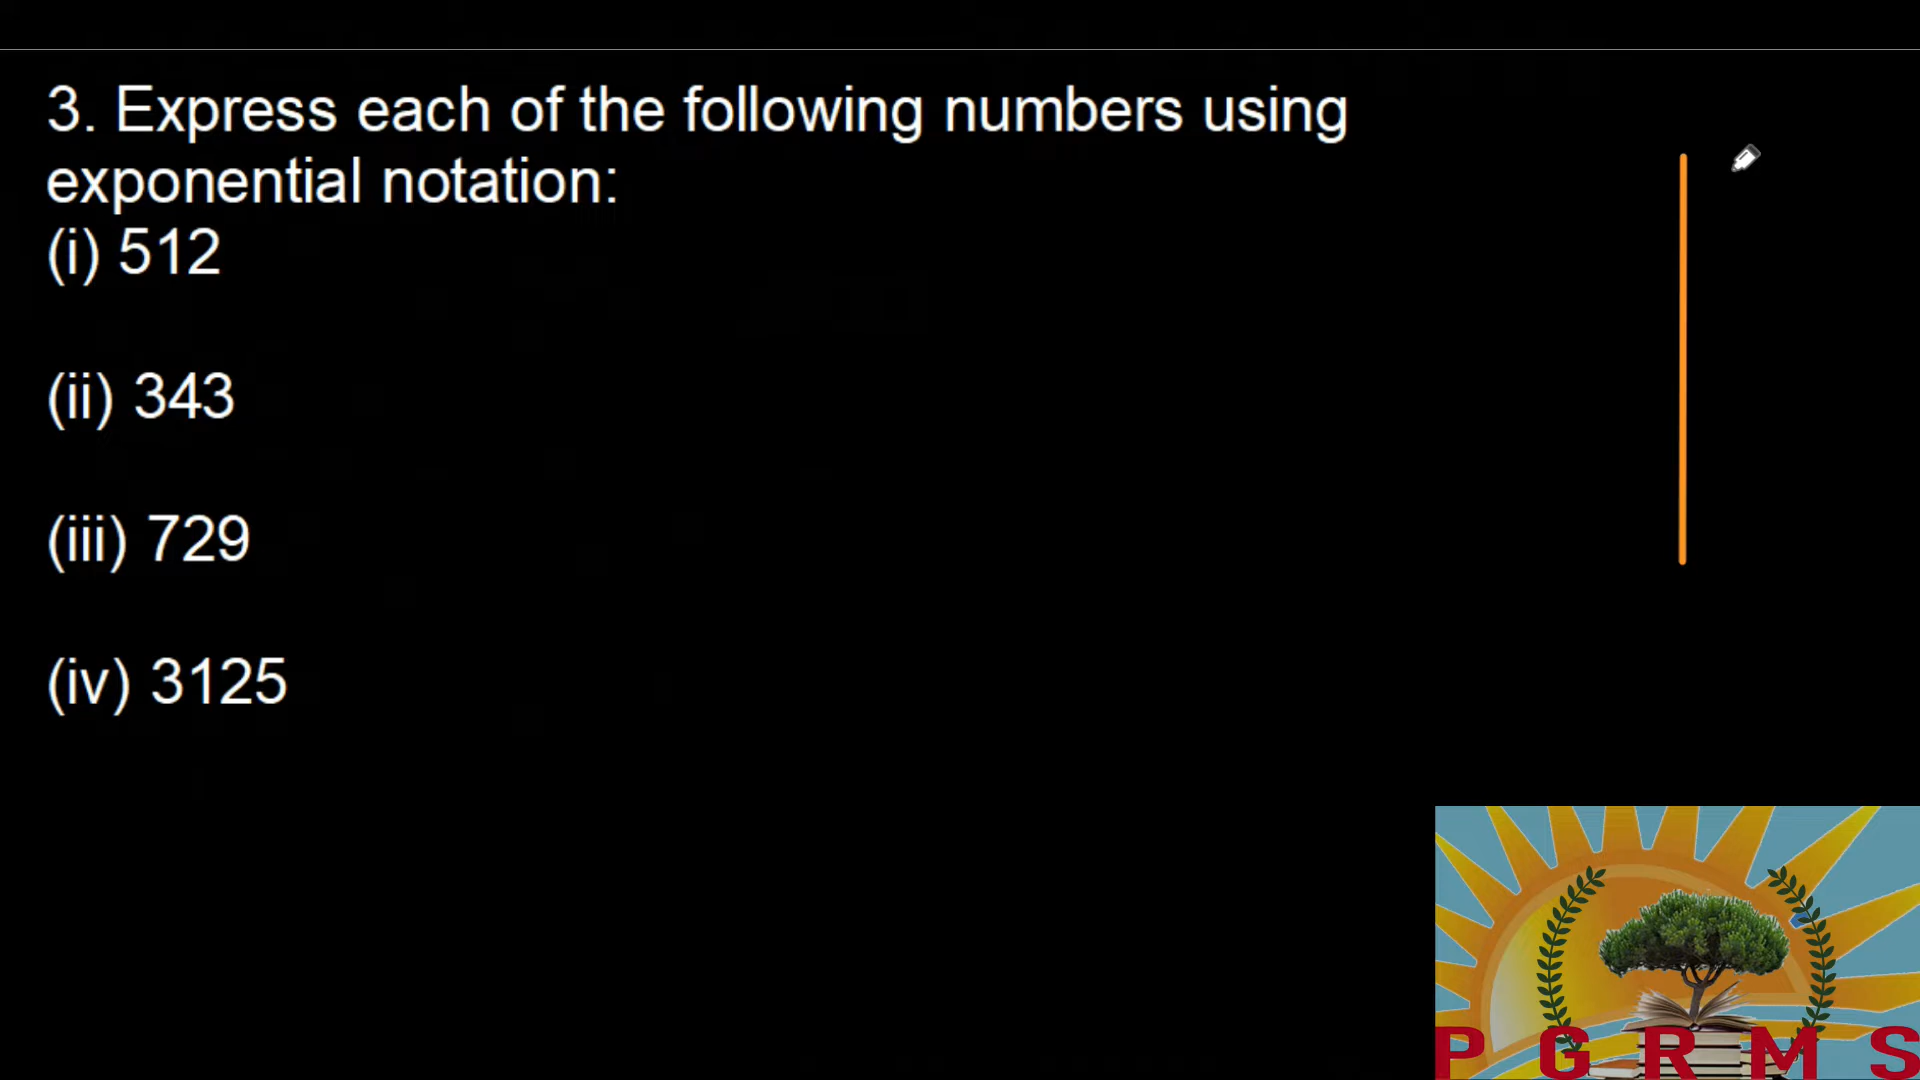 3. Express each of the following numbers using
exponential notation:
(i) 512
(ii) 343
(iii) 729
(iv) 3125
P G R M S